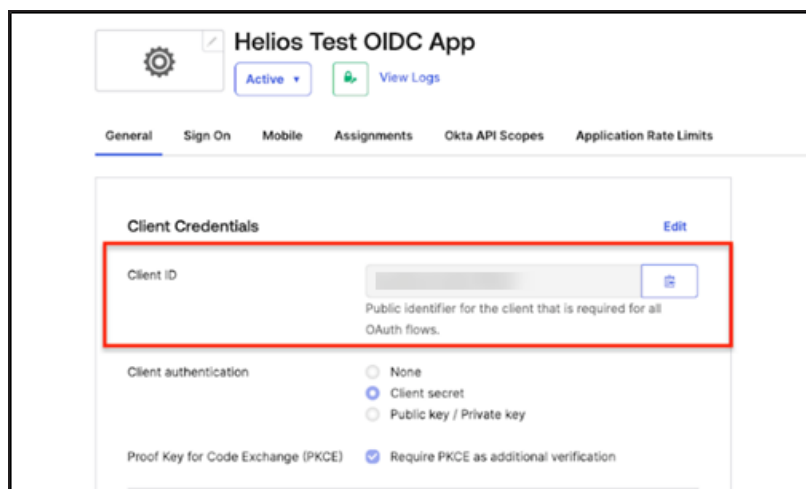 Helios Test OIDC App
Active
View Logs
General Sign On Mobile Assignments Okta API Scopes Application Rate Limits
Client Credentials Edit
Client ID
Public identifier for the client that is required for all
OAuth flows.
Client authentication None
Client secret
Public key / Private key
Proof Key for Code Exchange (PKCE) Require PKCE as additional verification